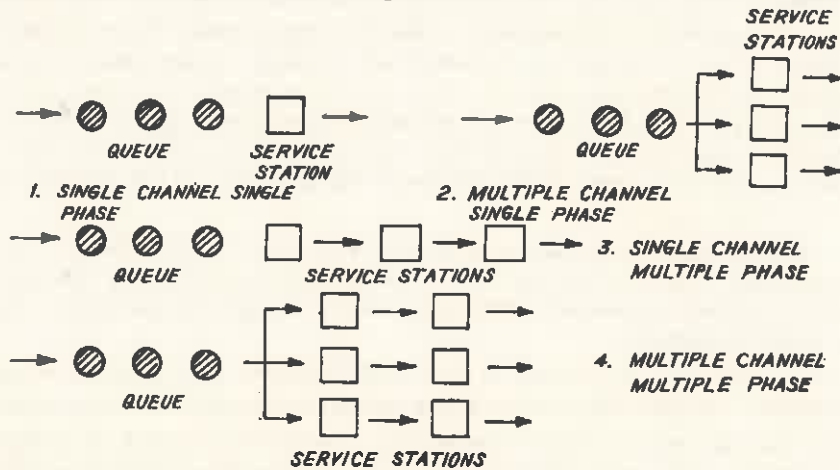 SERVICE
STATIONS
QUEUE
SERVICE
STATION
QUEUE
1. SINGLE CHANNEL SINGLE
PHASE
2. MULTIPLE CHANNEL
SINGLE PHASE
QUEUE
SERVICE STATIONS
3. SINGLE CHANNEL
MULTIPLE PHASE
QUEUE
4. MULTIPLE CHANNEL
MULTIPLE PHASE
SERVICE STATIONS